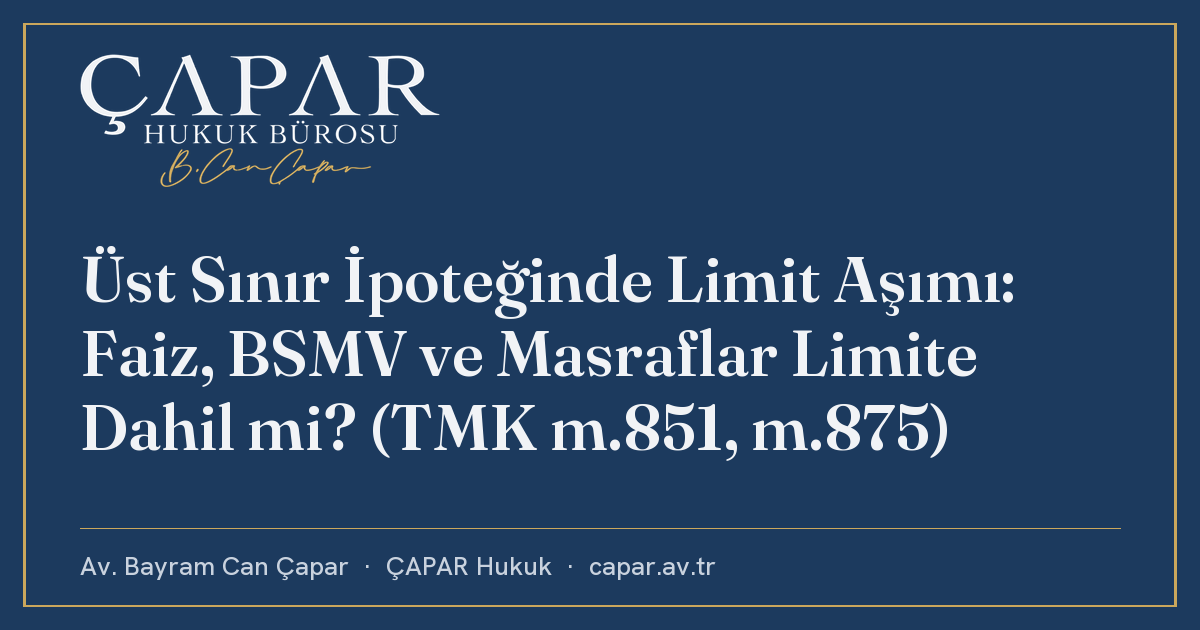 ÇAPAR
HUKUK BÜROSU
B.Can Çapar
Üst Sınır İpoteğinde Limit Aşımı:
Faiz, BSMV ve Masraflar Limite
Dahil mi? (TMK m.851, m.875)
Av. Bayram Can Çapar · ÇAPAR Hukuk · capar.av.tr